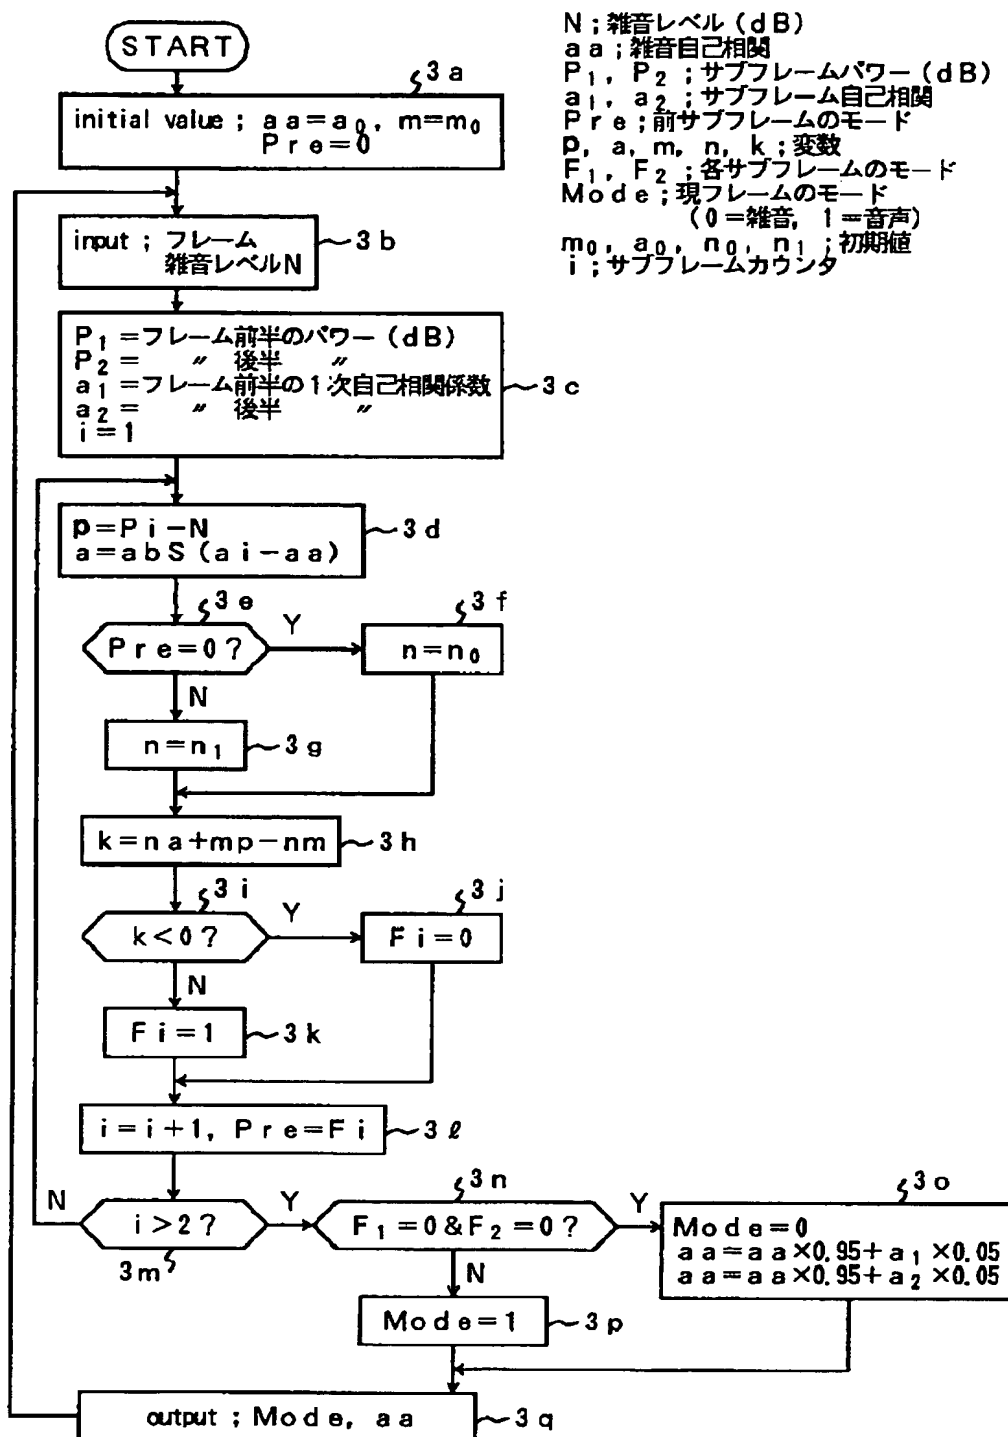 START
3a
initial value ; aa=a₀, m=m₀
Pre=0
input ; フレーム
雑音レベルN
3b
P₁=フレーム前半のパワー(dB)
P₂= 〃 後半 〃
a₁=フレーム前半の1次自己相関係数
a₂= 〃 後半 〃
i=1
3c
p=Pi-N
a=abS(ai-aa)
3d
3e
Pre=0?
Y
N
3f
n=n₀
n=n₁
3g
k=na+mp-nm
3h
3i
k<0?
Y
N
3j
Fi=0
Fi=1
3k
i=i+1, Pre=Fi
3ℓ
N
i>2?
Y
3m
3n
F₁=0&F₂=0?
Y
N
3o
Mode=0
aa=aa×0.95+a₁×0.05
aa=aa×0.95+a₂×0.05
Mode=1
3p
output ; Mode, aa
3q
N ; 雑音レベル(dB)
aa ; 雑音自己相関
P₁, P₂ ; サブフレームパワー(dB)
a₁, a₂ ; サブフレーム自己相関
Pre ; 前サブフレームのモード
p, a, m, n, k ; 変数
F₁, F₂ ; 各サブフレームのモード
Mode ; 現フレームのモード
(0=雑音, 1=音声)
m₀, a₀, n₀, n₁ ; 初期値
i ; サブフレームカウンタ